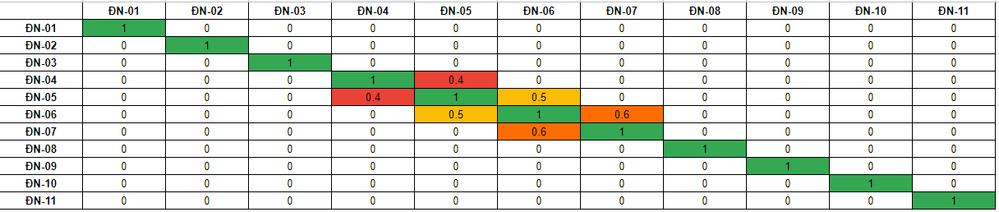 ĐN-01 ĐN-02 ĐN-03 ĐN-04 ĐN-05 ĐN-06 ĐN-07 ĐN-08 ĐN-09 ĐN-10 ĐN-11
ĐN-01 1 0 0 0 0 0 0 0 0 0 0
ĐN-02 0 1 0 0 0 0 0 0 0 0 0
ĐN-03 0 0 1 0 0 0 0 0 0 0 0
ĐN-04 0 0 0 1 0.4 0 0 0 0 0 0
ĐN-05 0 0 0 0.4 1 0.5 0 0 0 0 0
ĐN-06 0 0 0 0 0.5 1 0.6 0 0 0 0
ĐN-07 0 0 0 0 0 0.6 1 0 0 0 0
ĐN-08 0 0 0 0 0 0 0 1 0 0 0
ĐN-09 0 0 0 0 0 0 0 0 1 0 0
ĐN-10 0 0 0 0 0 0 0 0 0 1 0
ĐN-11 0 0 0 0 0 0 0 0 0 0 1